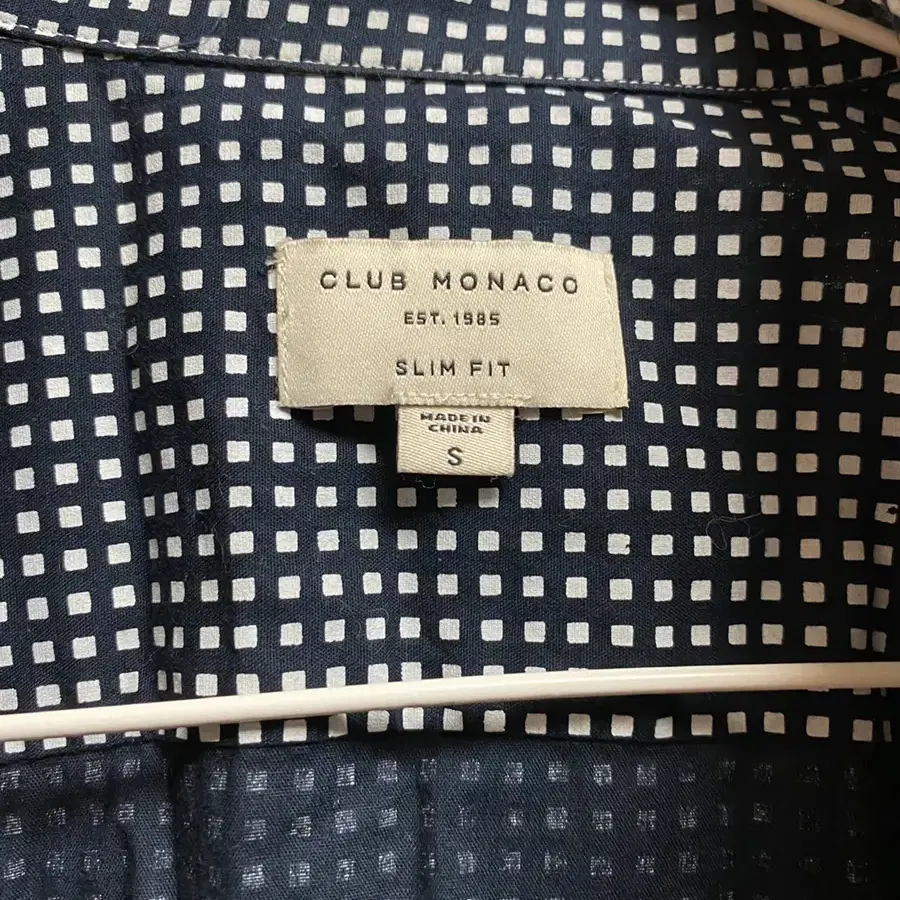 CLUB MONACO
EST. 1985
SLIM FIT
MADE IN
CHINA
S